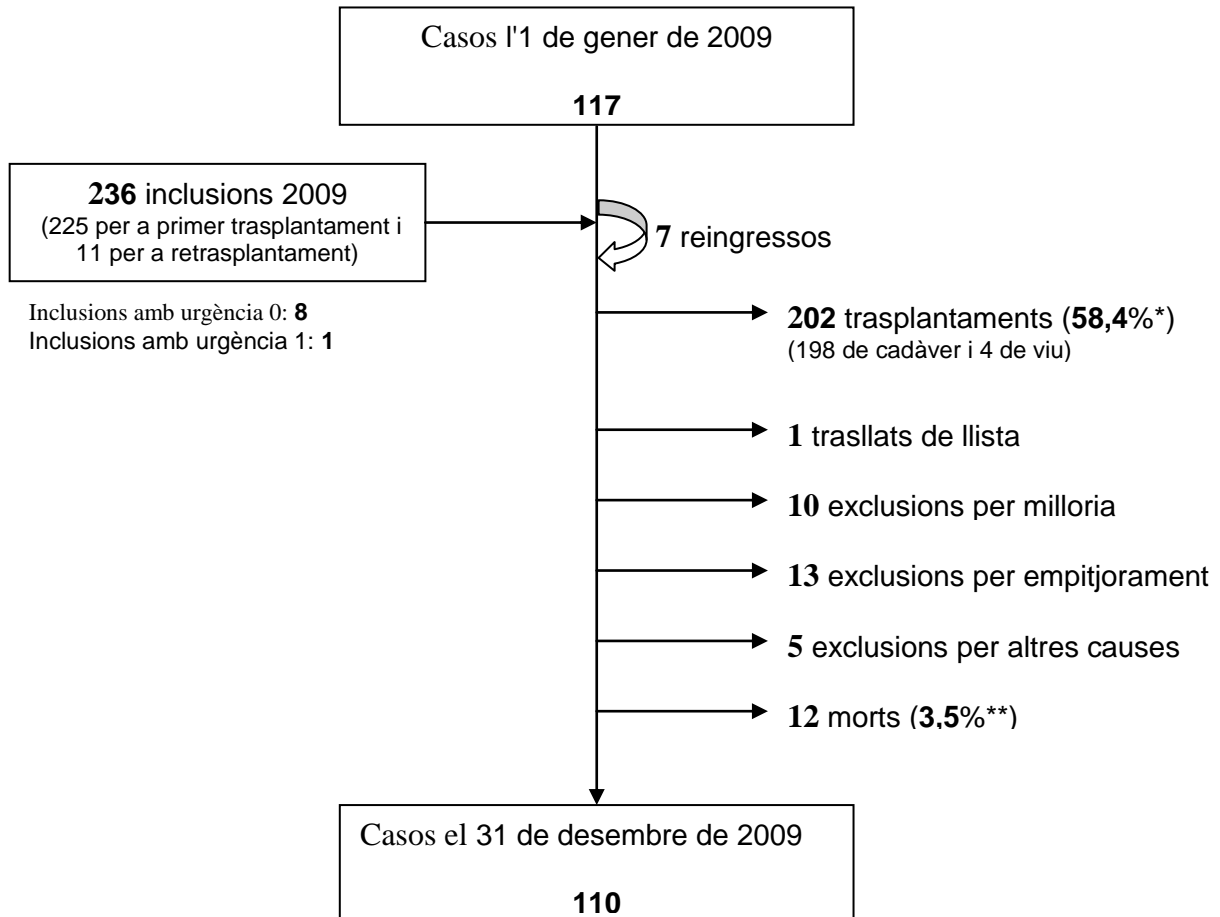 Casos l'1 de gener de 2009
117
236 inclusions 2009
(225 per a primer trasplantament i
11 per a retrasplantament)
7 reingressos
Inclusions amb urgència 0: 8
Inclusions amb urgència 1: 1
202 trasplantaments (58,4%*)
(198 de cadàver i 4 de viu)
1 trasllats de llista
10 exclusions per milloria
13 exclusions per empitjorament
5 exclusions per altres causes
12 morts (3,5%**)
Casos el 31 de desembre de 2009
110